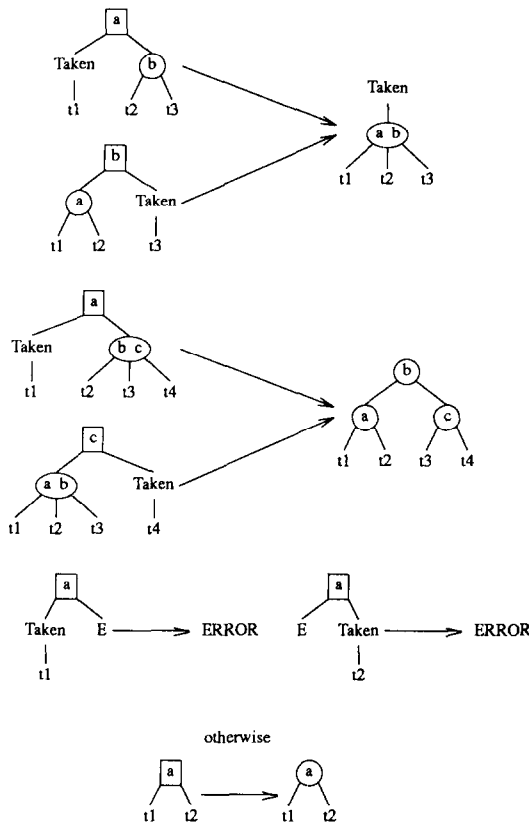 a
Taken b
t1 t2 t3
Taken
a b
t1 t2 t3
b
a Taken
t1 t2 t3
a
Taken b c
t1 t2 t3 t4
b
a c
t1 t2 t3 t4
c
a b Taken
t1 t2 t3 t4
a
Taken E ERROR
t1
a
E Taken ERROR
t2
otherwise
a a
t1 t2 t1 t2